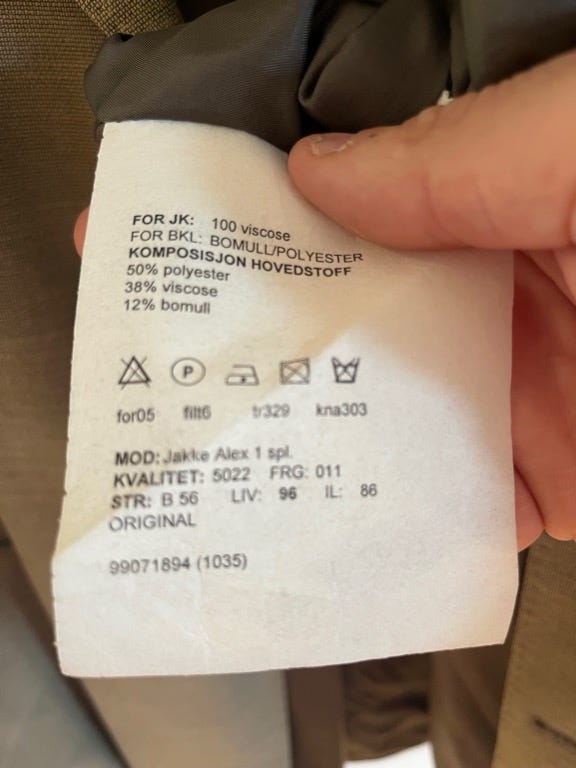 FOR JK: 100 viscose
FOR BKL: BOMULL/POLYESTER
KOMPOSISJON HOVEDSTOFF
50% polyester
38% viscose
12% bomull
P
for05 filt6 tr329 kna303
MOD: Jakke Alex 1 spl.
KVALITET: 5022 FRG: 011
STR: B 56 LIV: 96 IL: 86
ORIGINAL
99071894 (1035)